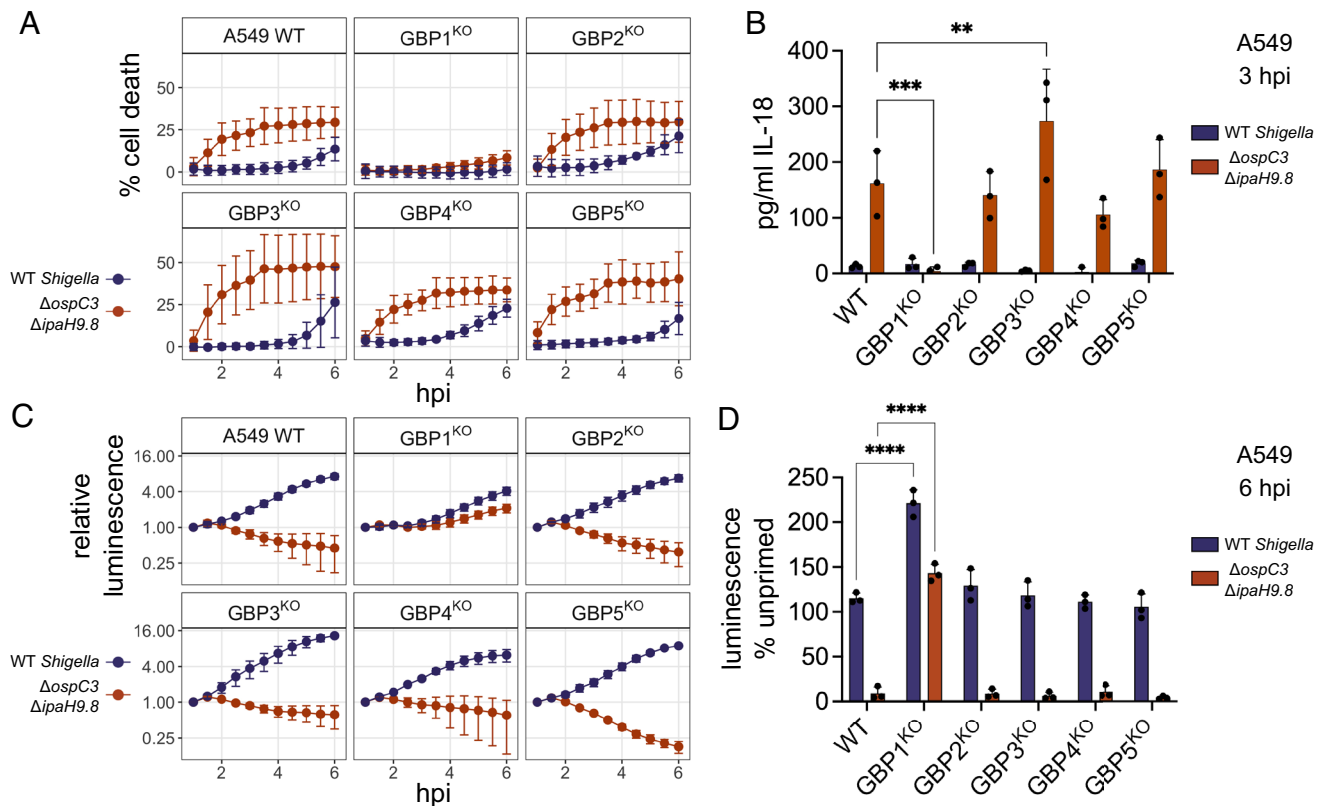 A
A549 WT
GBP1KO
GBP2KO
% cell death
50
25
0
GBP3KO
GBP4KO
GBP5KO
50
25
0
WT Shigella
ΔospC3
ΔipaH9.8
2
4
6
2
4
6
2
4
6
hpi
B
**
***
400
300
200
100
0
pg/ml IL-18
WT
GBP1KO
GBP2KO
GBP3KO
GBP4KO
GBP5KO
A549
3 hpi
WT Shigella
ΔospC3
ΔipaH9.8
C
A549 WT
GBP1KO
GBP2KO
relative
luminescence
16.00
4.00
1.00
0.25
GBP3KO
GBP4KO
GBP5KO
16.00
4.00
1.00
0.25
WT Shigella
ΔospC3
ΔipaH9.8
2
4
6
2
4
6
2
4
6
hpi
D
****
****
250
200
150
100
50
0
luminescence
% unprimed
WT
GBP1KO
GBP2KO
GBP3KO
GBP4KO
GBP5KO
A549
6 hpi
WT Shigella
ΔospC3
ΔipaH9.8